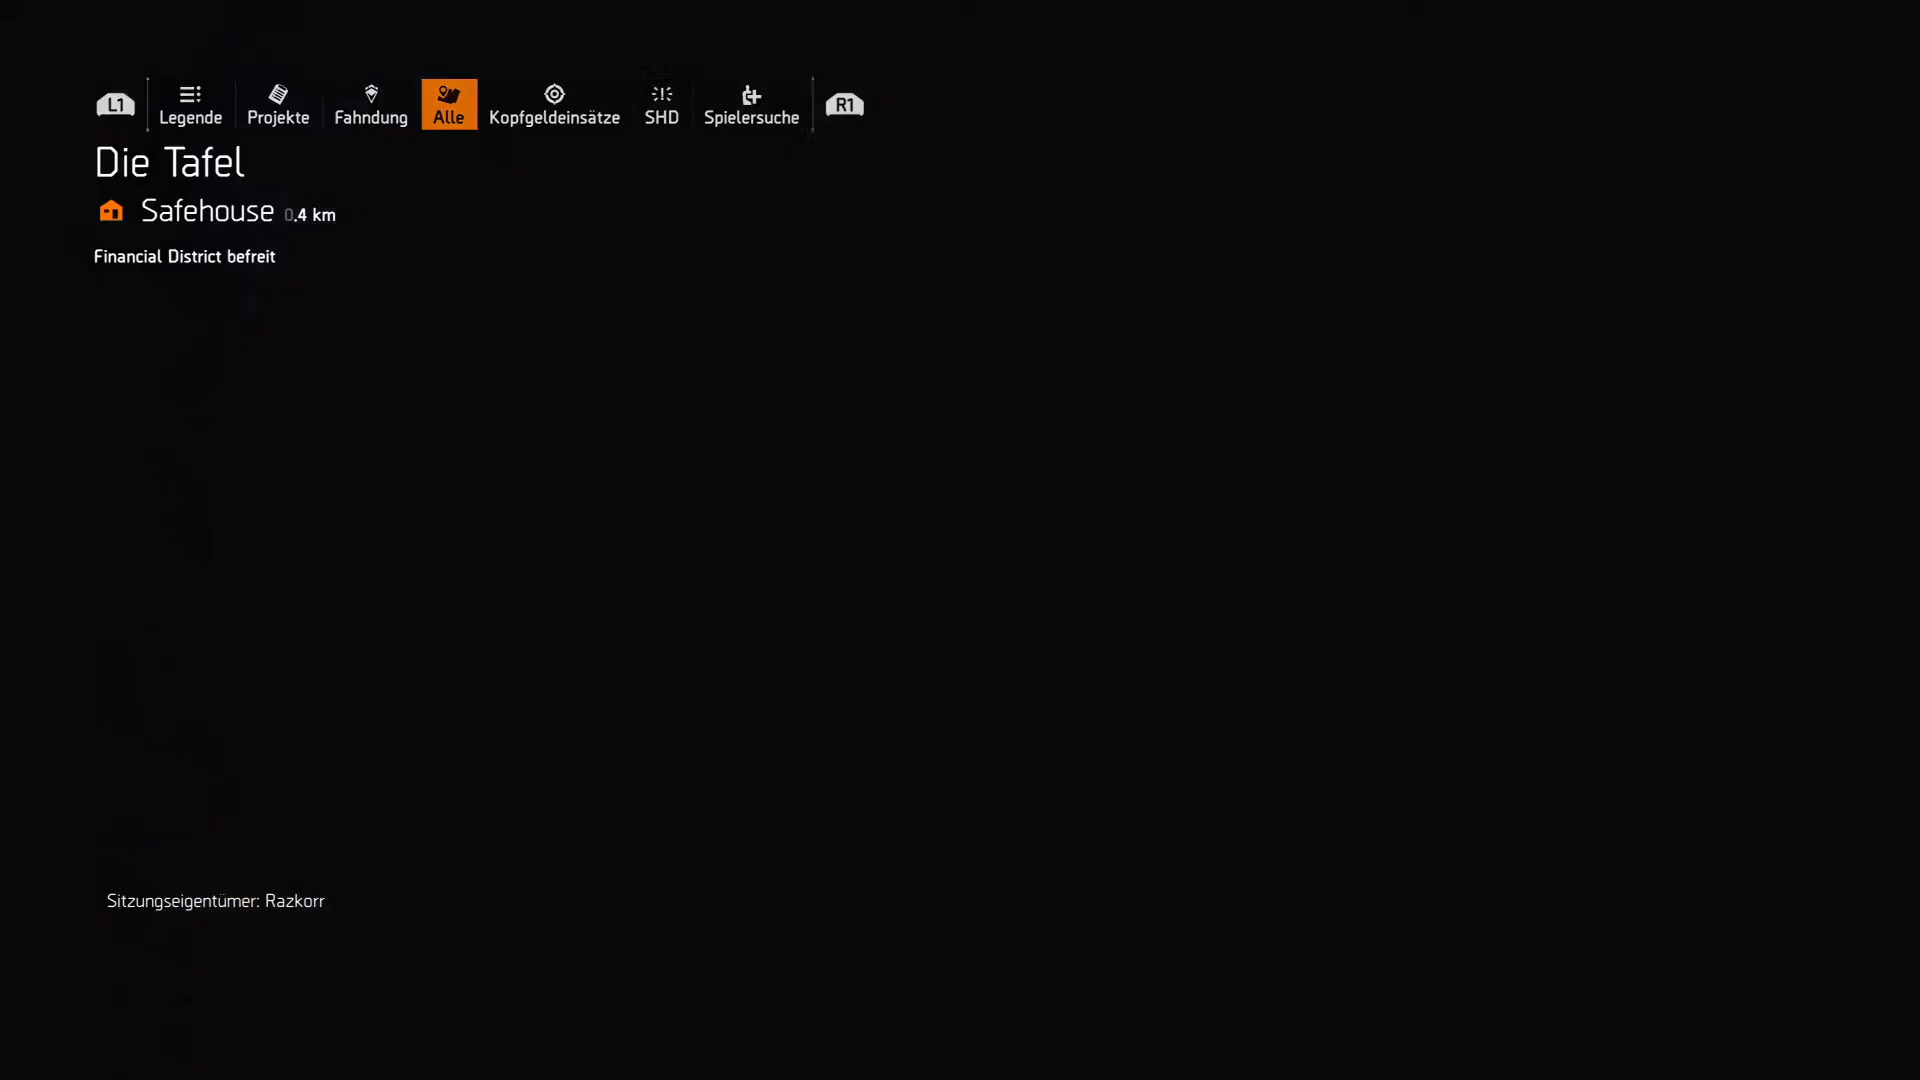 L1 Legende Projekte Fahndung Alle Kopfgeldeinsätze SHD Spielersuche R1
Die Tafel
Safehouse 0.4 km
Financial District befreit
Sitzungseigentümer: Razkorr